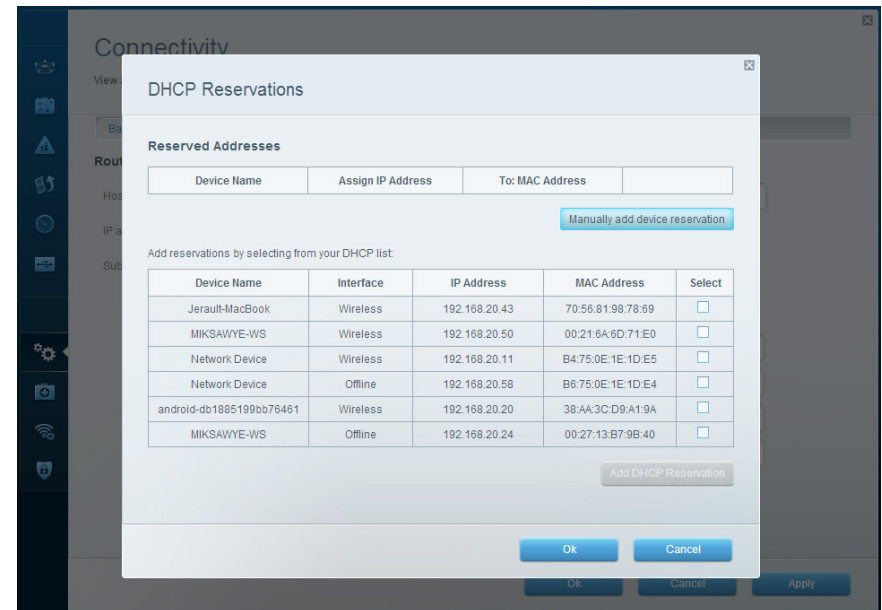 Connectivity
View
DHCP Reservations
Ba
Reserved Addresses
Rout
Device Name Assign IP Address To: MAC Address
Hos
Manually add device reservation
IP a
Add reservations by selecting from your DHCP list:
Sub
Device Name Interface IP Address MAC Address Select
Jerault-MacBook Wireless 192.168.20.43 70:56:81:98:78:69
MIKSAWYE-WS Wireless 192.168.20.50 00:21:6A:6D:71:E0
Network Device Wireless 192.168.20.11 B4:75:0E:1E:1D:E5
Network Device Offline 192.168.20.58 B6:75:0E:1E:1D:E4
android-db1885199bb76461 Wireless 192.168.20.20 38:AA:3C:D9:A1:9A
MIKSAWYE-WS Offline 192.168.20.24 00:27:13:B7:9B:40
Add DHCP Reservation
Ok Cancel
Ok Cancel Apply